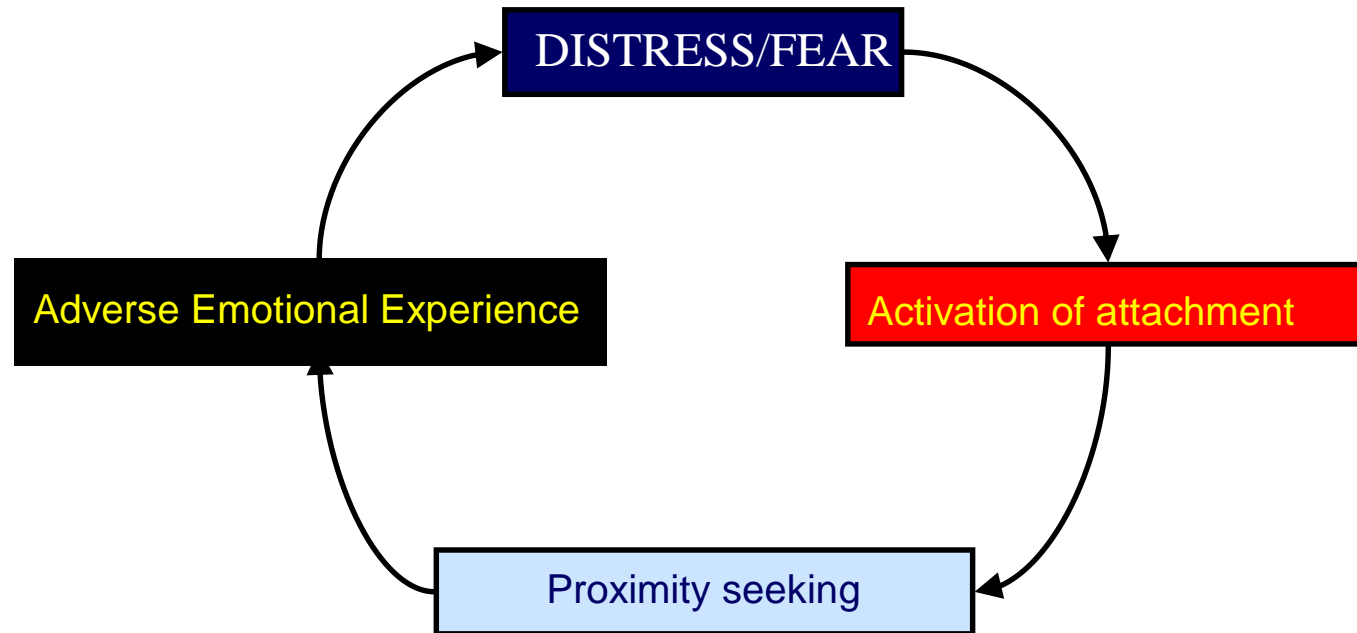 DISTRESS/FEAR
Adverse Emotional Experience
Activation of attachment
Proximity seeking